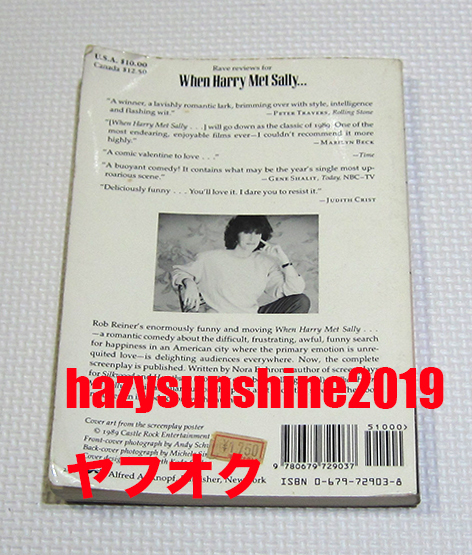 U.S.A. $10.00
Canada $12.50
Rave reviews for
When Harry Met Sally...
"A winner, a lavishly romantic lark, brimming over with style, intelligence
and flashing wit."
—Peter Travers, Rolling Stone
"[When Harry Met Sally . . .] will go down as the classic of 1989. One of the
most endearing, enjoyable films ever—I couldn't recommend it more
highly."
—Marilyn Beck
"A comic valentine to love . . ."
—Time
"A buoyant comedy! It contains what may be the year's single most up-
roarious scene."
—Gene Shalit, Today, NBC-TV
"Deliciously funny . . . You'll love it. I dare you to resist it."
—Judith Crist
Rob Reiner's enormously funny and moving When Harry Met Sally . . .
—a romantic comedy about the difficult, frustrating, awful, funny search
for happiness in an American city where the primary emotion is unre-
quited love—is delighting audiences everywhere. Now, the complete
screenplay is published. Written by Nora Ephron, author of screenplays
for
hazysunshine2019
Cover art from the screenplay poster
© 1989 Castle Rock Entertainment
Front-cover photograph by Andy
Back-cover photograph by Michele
Cover design
51000
¥1,750
9 780679 729037
ヤフオク
Alfred A. Knopf, Publisher, New York
ISBN 0-679-72903-8